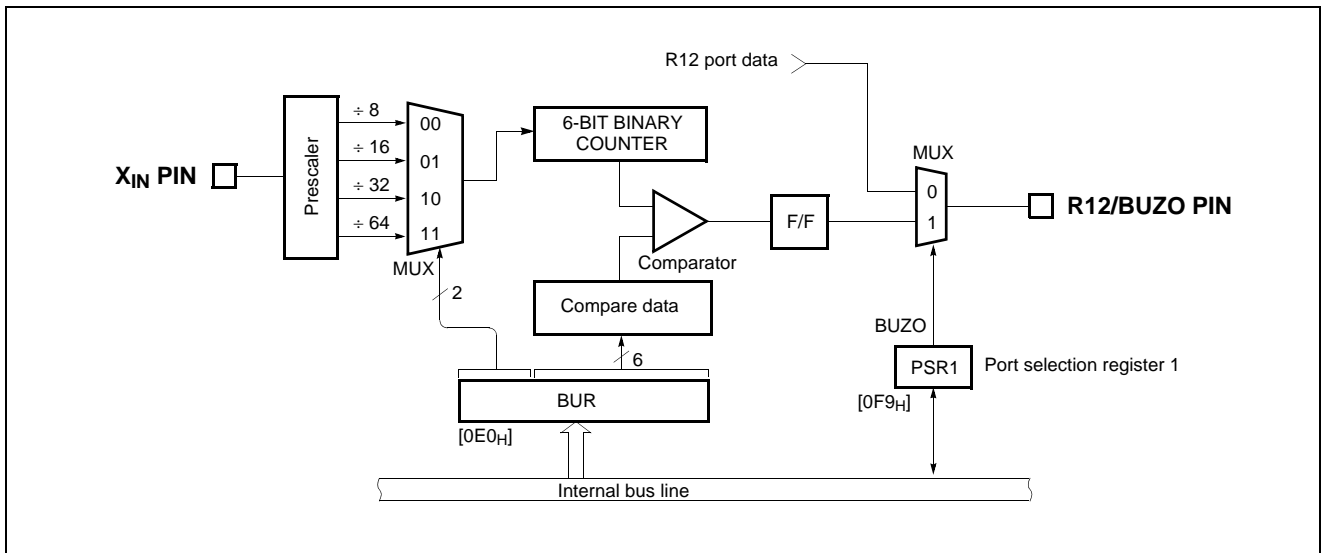 R12 port data
÷ 8
6-BIT BINARY
COUNTER
00
MUX
÷ 16
01
XIN PIN
Prescaler
÷ 32
10
0
R12/BUZO PIN
÷ 64
11
1
F/F
Comparator
MUX
2
Compare data
BUZO
6
PSR1
Port selection register 1
BUR
[0F9H]
[0E0H]
Internal bus line